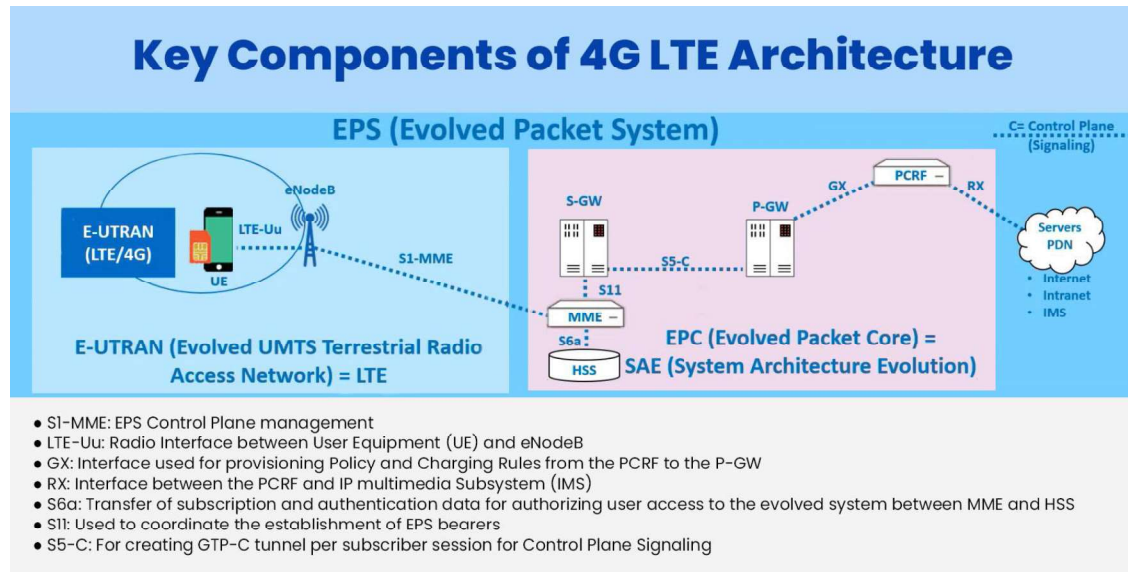 Key Components of 4G LTE Architecture
EPS (Evolved Packet System)
C= Control Plane
(Signaling)
eNodeB
E-UTRAN
(LTE/4G)
LTE-Uu
UE
S1-MME
E-UTRAN (Evolved UMTS Terrestrial Radio
Access Network) = LTE
S-GW
P-GW
GX
PCRF
RX
S5-C
S11
MME
S6a
HSS
EPC (Evolved Packet Core) =
SAE (System Architecture Evolution)
Servers
PDN
• Internet
• Intranet
• IMS
● S1-MME: EPS Control Plane management
● LTE-Uu: Radio Interface between User Equipment (UE) and eNodeB
● GX: Interface used for provisioning Policy and Charging Rules from the PCRF to the P-GW
● RX: Interface between the PCRF and IP multimedia Subsystem (IMS)
● S6a: Transfer of subscription and authentication data for authorizing user access to the evolved system between MME and HSS
● S11: Used to coordinate the establishment of EPS bearers
● S5-C: For creating GTP-C tunnel per subscriber session for Control Plane Signaling